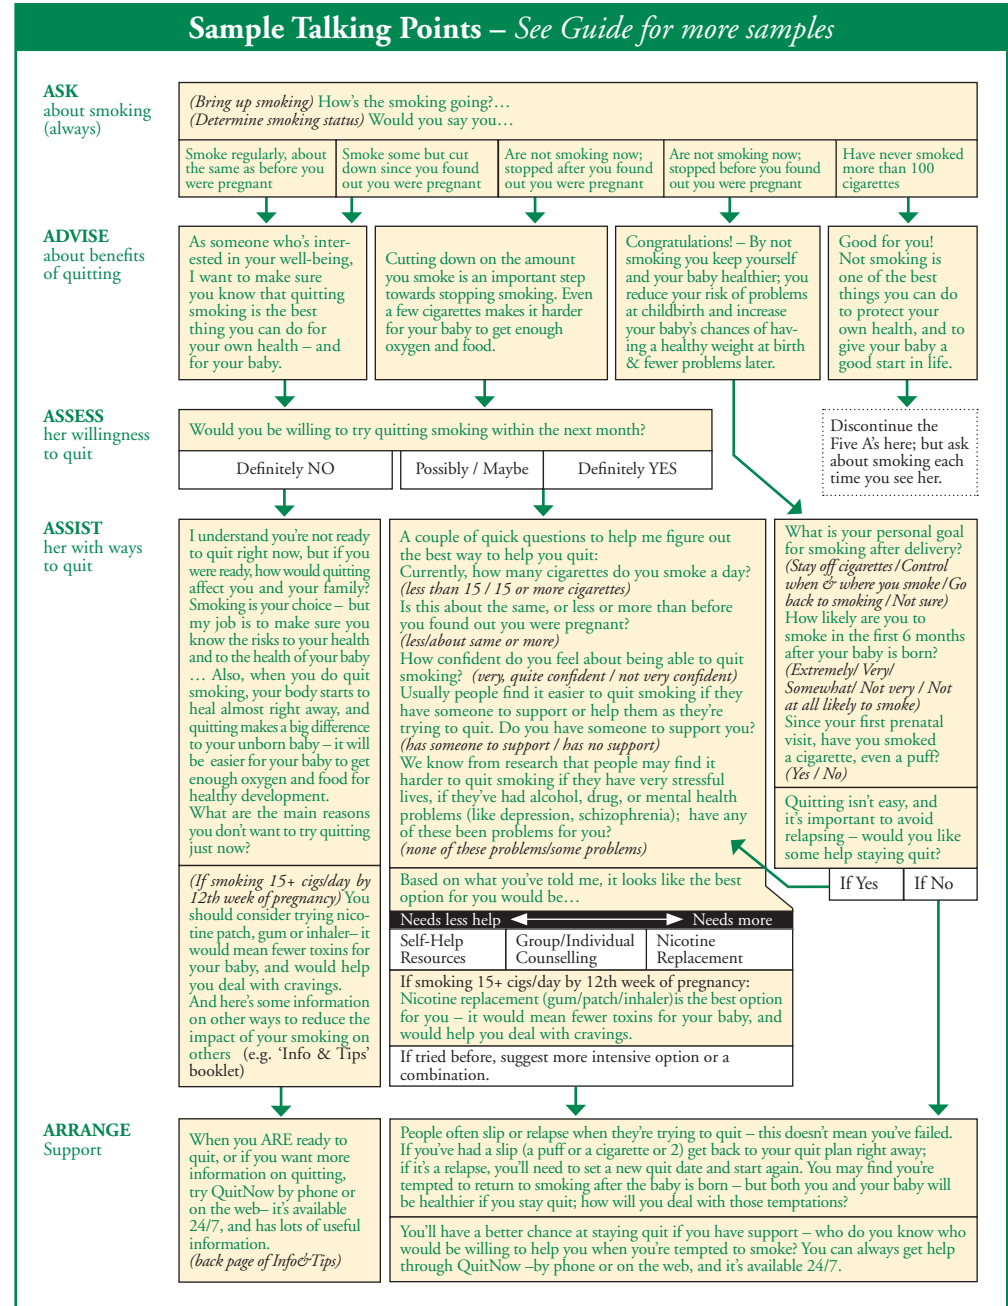 Sample Talking Points – See Guide for more samples
ASK
about smoking
(always)
(Bring up smoking) How's the smoking going?…
(Determine smoking status) Would you say you…
Smoke regularly, about
the same as before you
were pregnant
Smoke some but cut
down since you found
out you were pregnant
Are not smoking now;
stopped after you found
out you were pregnant
Are not smoking now;
stopped before you found
out you were pregnant
Have never smoked
more than 100
cigarettes
ADVISE
about benefits
of quitting
As someone who's inter-
ested in your well-being,
I want to make sure
you know that quitting
smoking is the best
thing you can do for
your own health – and
for your baby.
Cutting down on the amount
you smoke is an important step
towards stopping smoking. Even
a few cigarettes makes it harder
for your baby to get enough
oxygen and food.
Congratulations! – By not
smoking you keep yourself
and your baby healthier; you
reduce your risk of problems
at childbirth and increase
your baby's chances of hav-
ing a healthy weight at birth
& fewer problems later.
Good for you!
Not smoking is
one of the best
things you can do
to protect your
own health, and to
give your baby a
good start in life.
ASSESS
her willingness
to quit
Would you be willing to try quitting smoking within the next month?
Definitely NO
Possibly / Maybe
Definitely YES
Discontinue the
Five A's here; but ask
about smoking each
time you see her.
ASSIST
her with ways
to quit
I understand you're not ready
to quit right now, but if you
were ready, how would quitting
affect you and your family?
Smoking is your choice – but
my job is to make sure you
know the risks to your health
and to the health of your baby
… Also, when you do quit
smoking, your body starts to
heal almost right away, and
quitting makes a big difference
to your unborn baby – it will
be easier for your baby to get
enough oxygen and food for
healthy development.
What are the main reasons
you don't want to try quitting
just now?
(If smoking 15+ cigs/day by
12th week of pregnancy) You
should consider trying nico-
tine patch, gum or inhaler– it
would mean fewer toxins for
your baby, and would help
you deal with cravings.
And here's some information
on other ways to reduce the
impact of your smoking on
others (e.g. 'Info & Tips'
booklet)
A couple of quick questions to help me figure out
the best way to help you quit:
Currently, how many cigarettes do you smoke a day?
(less than 15 / 15 or more cigarettes)
Is this about the same, or less or more than before
you found out you were pregnant?
(less/about same or more)
How confident do you feel about being able to quit
smoking? (very, quite confident / not very confident)
Usually people find it easier to quit smoking if they
have someone to support or help them as they're
trying to quit. Do you have someone to support you?
(has someone to support / has no support)
We know from research that people may find it
harder to quit smoking if they have very stressful
lives, if they've had alcohol, drug, or mental health
problems (like depression, schizophrenia); have any
of these been problems for you?
(none of these problems/some problems)
Based on what you've told me, it looks like the best
option for you would be…
Needs less help
Needs more
Self-Help
Resources
Group/Individual
Counselling
Nicotine
Replacement
If smoking 15+ cigs/day by 12th week of pregnancy:
Nicotine replacement (gum/patch/inhaler)is the best option
for you – it would mean fewer toxins for your baby, and
would help you deal with cravings.
If tried before, suggest more intensive option or a
combination.
What is your personal goal
for smoking after delivery?
(Stay off cigarettes /Control
when & where you smoke /Go
back to smoking / Not sure)
How likely are you to
smoke in the first 6 months
after your baby is born?
(Extremely/ Very/
Somewhat/ Not very / Not
at all likely to smoke)
Since your first prenatal
visit, have you smoked
a cigarette, even a puff?
(Yes / No)
Quitting isn't easy, and
it's important to avoid
relapsing – would you like
some help staying quit?
If Yes
If No
ARRANGE
Support
When you ARE ready to
quit, or if you want more
information on quitting,
try QuitNow by phone or
on the web– it's available
24/7, and has lots of useful
information.
(back page of Info&Tips)
People often slip or relapse when they're trying to quit – this doesn't mean you've failed.
If you've had a slip (a puff or a cigarette or 2) get back to your quit plan right away;
if it's a relapse, you'll need to set a new quit date and start again. You may find you're
tempted to return to smoking after the baby is born – but both you and your baby will
be healthier if you stay quit; how will you deal with those temptations?
You'll have a better chance at staying quit if you have support – who do you know who
would be willing to help you when you're tempted to smoke? You can always get help
through QuitNow –by phone or on the web, and it's available 24/7.